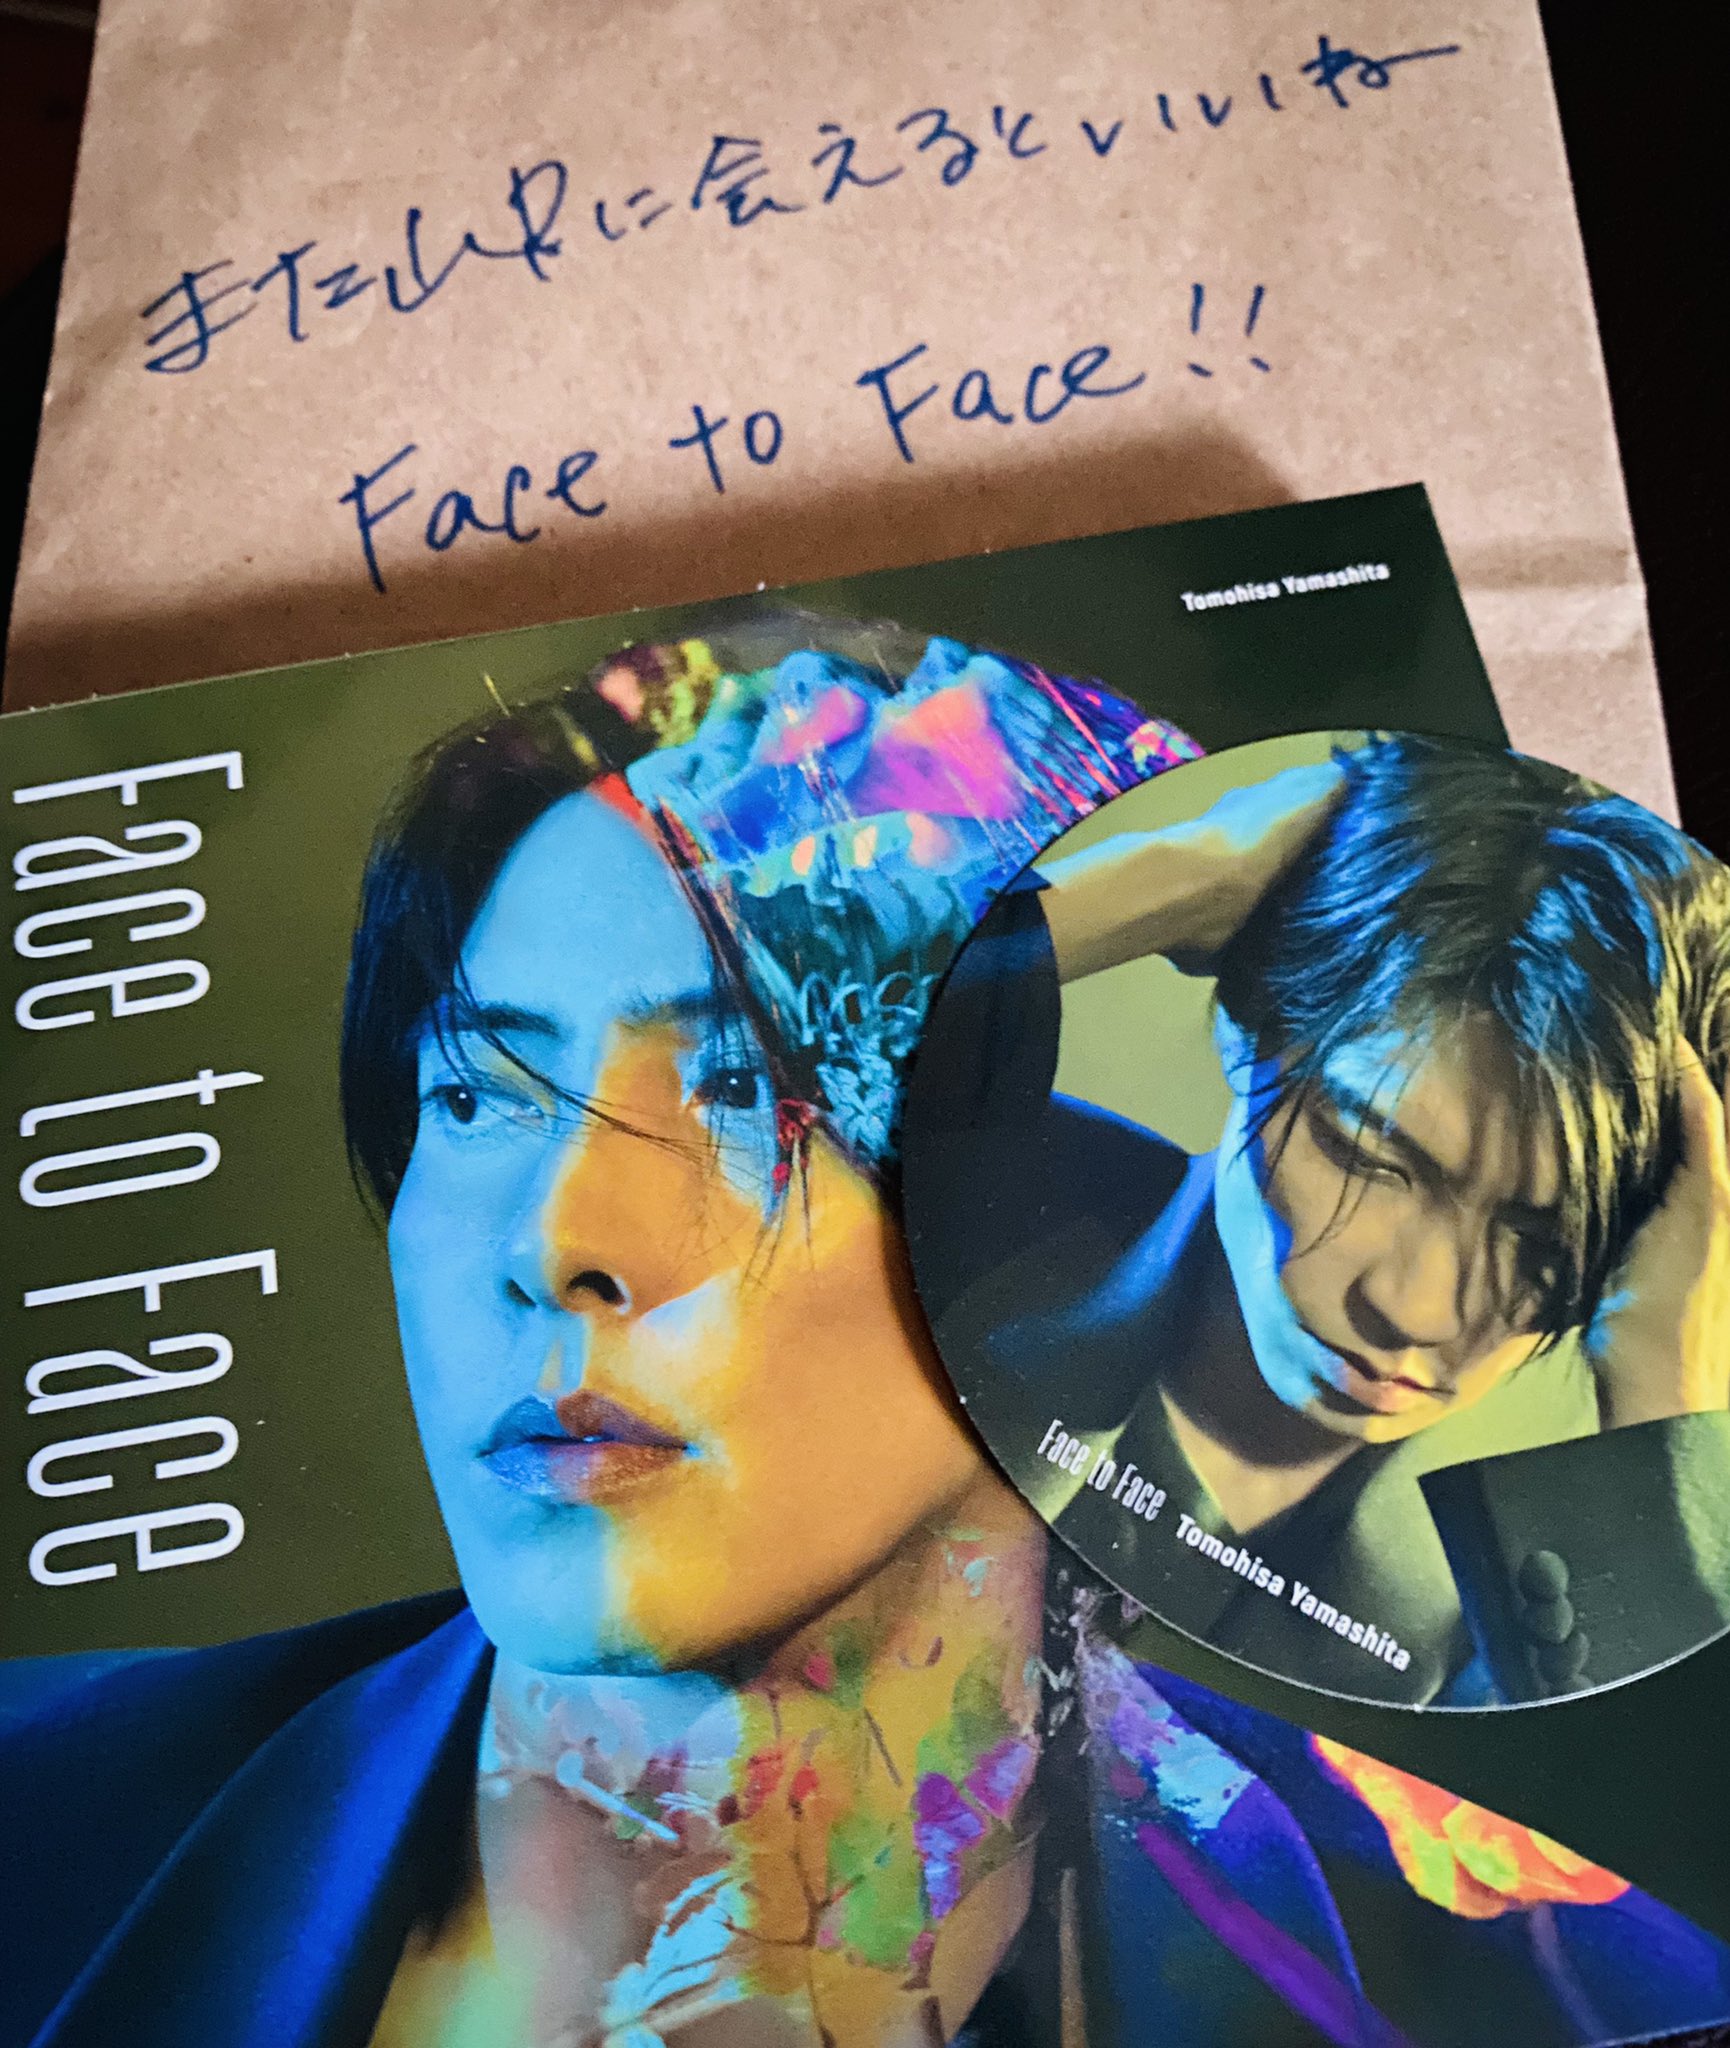 また山Pに会えるといいねー
Face to Face!!
Tomohisa Yamashita
Face to Face
Face to Face Tomohisa Yamashita